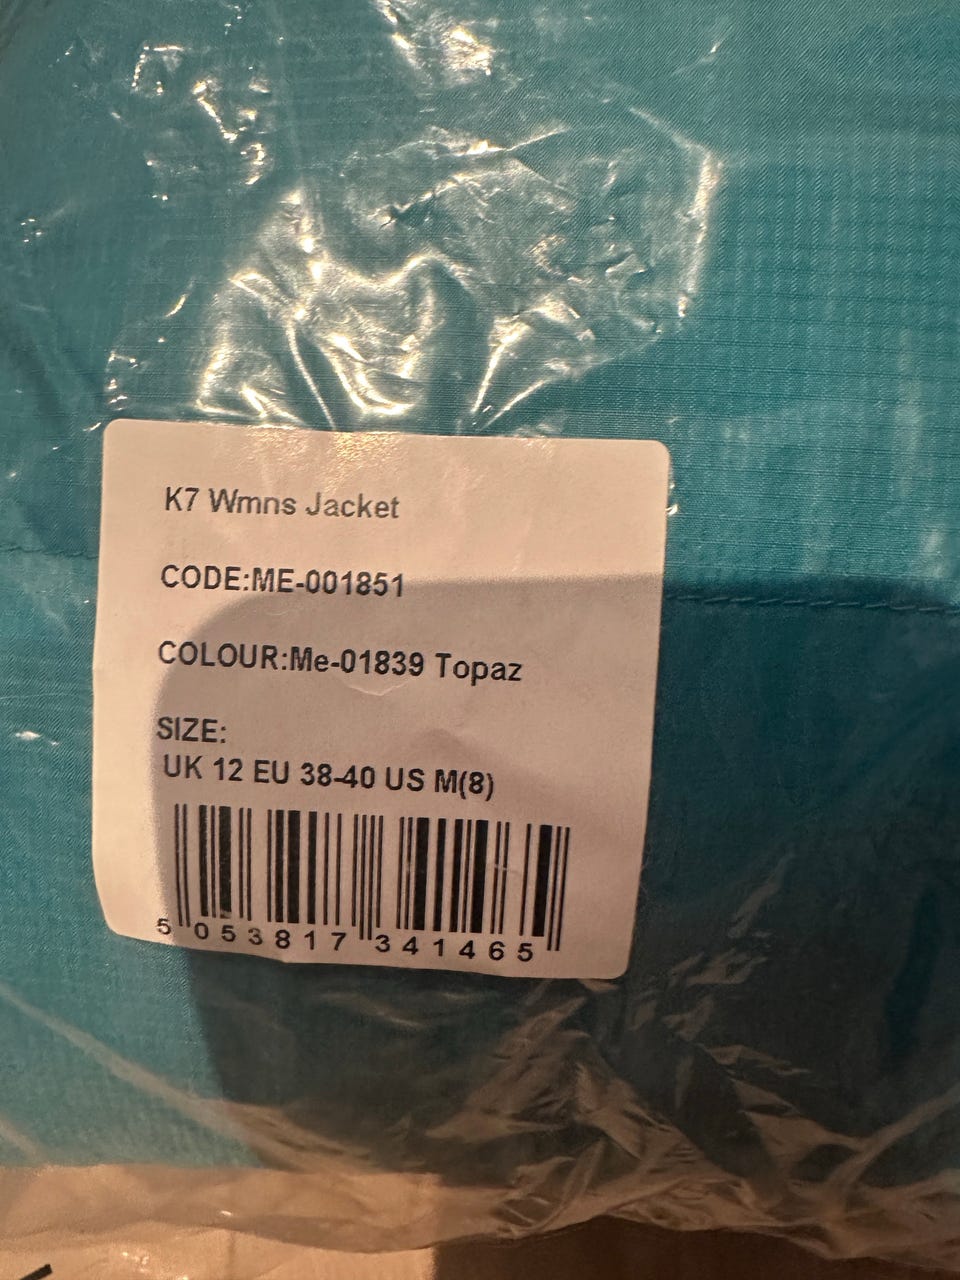 K7 Wmns Jacket
CODE:ME-001851
COLOUR:Me-01839 Topaz
SIZE:
UK 12 EU 38-40 US M(8)
5 053817 341465